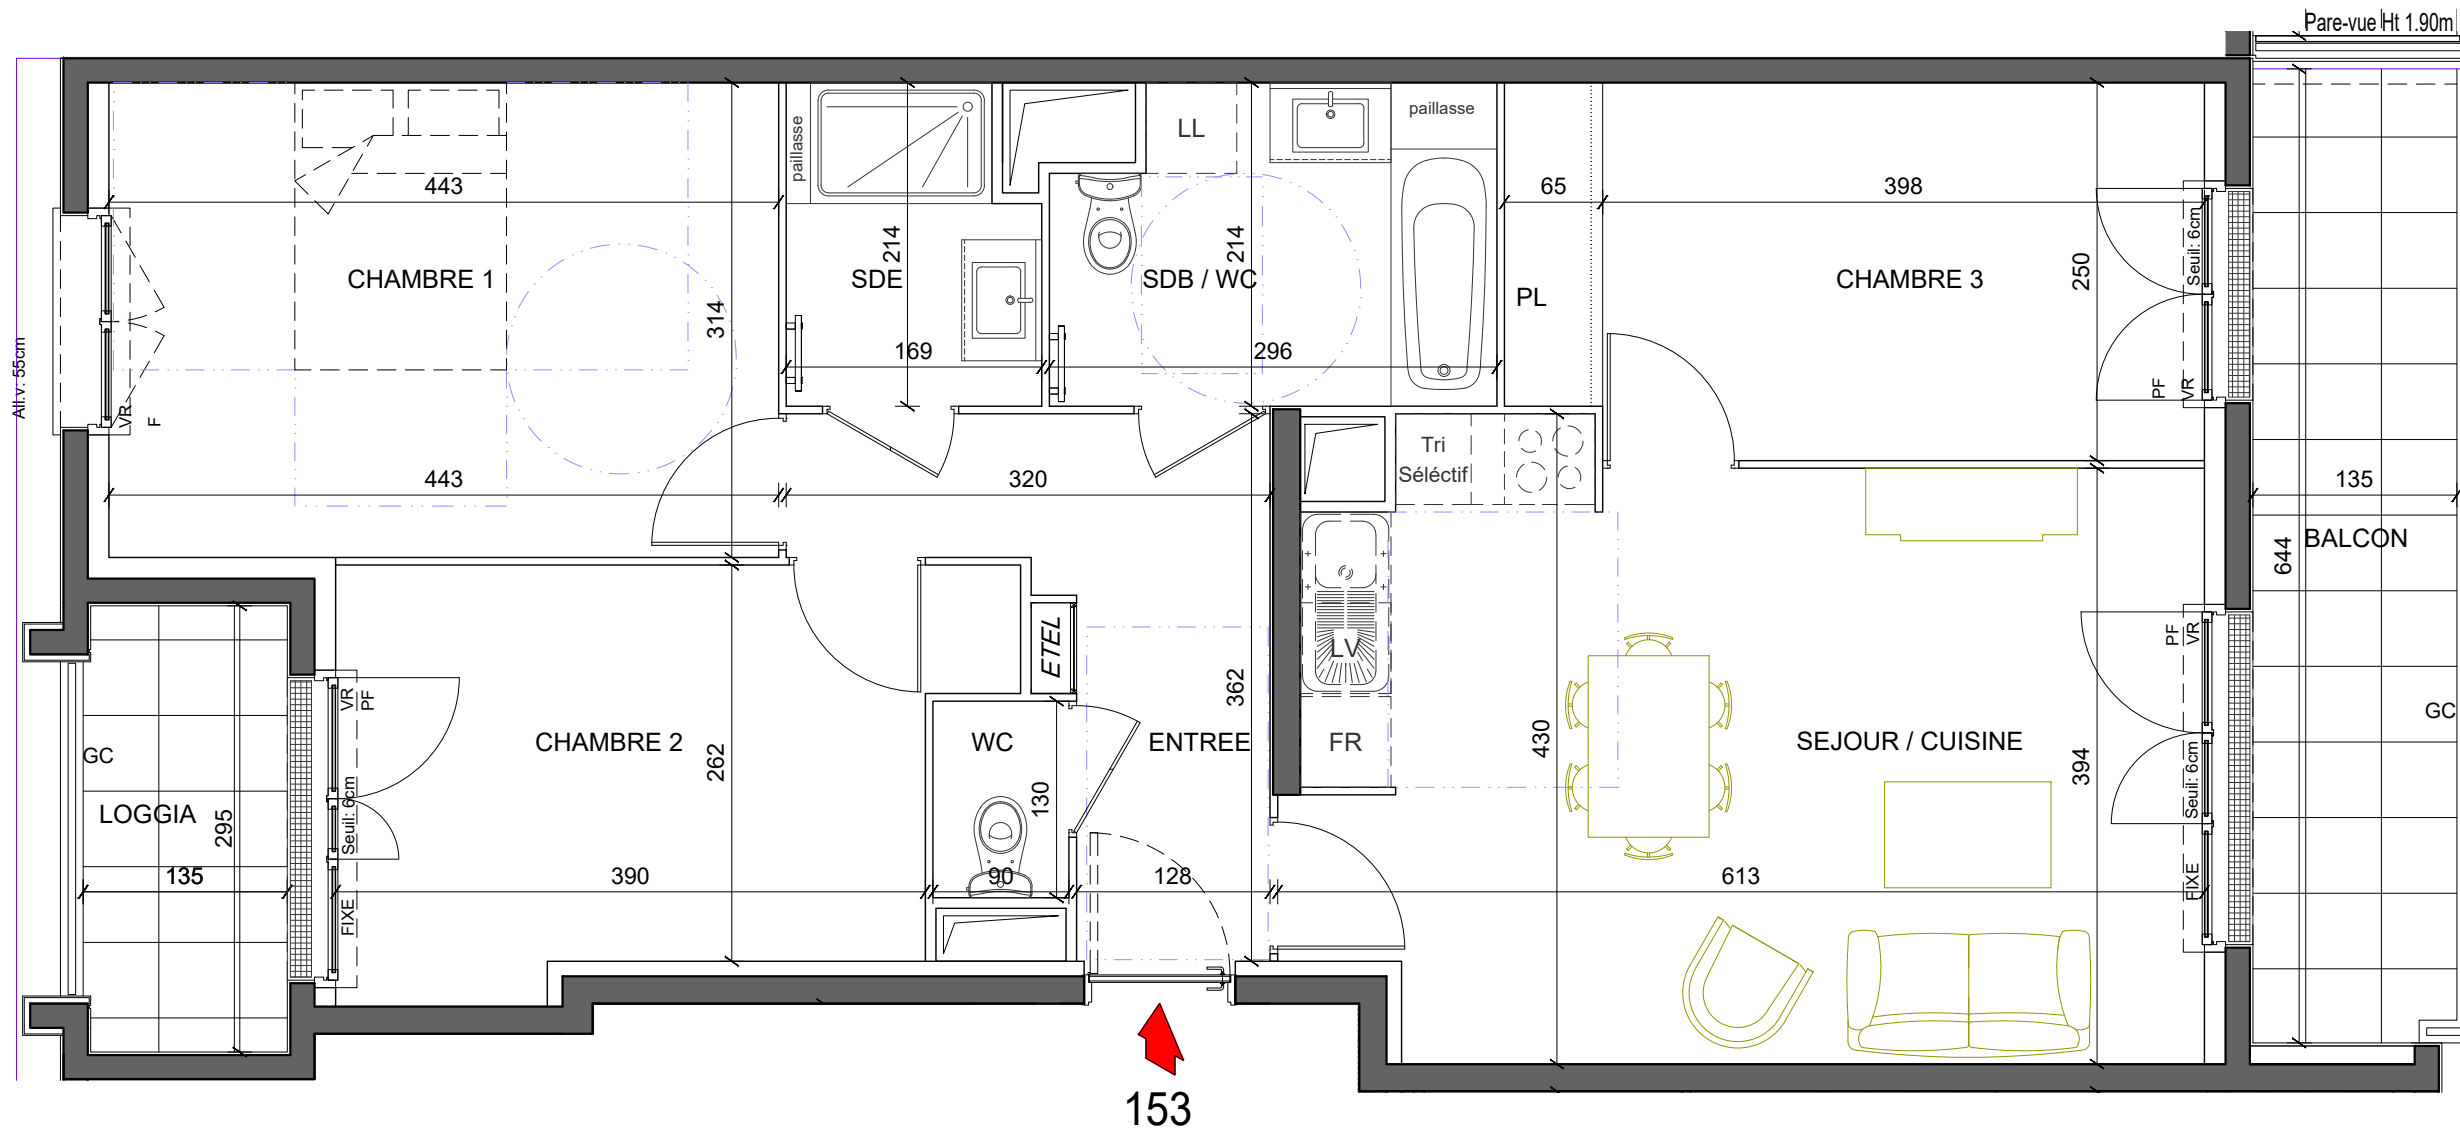 Pare-vue Ht 1.90m
paillasse
LL
paillasse
443
65
398
214
214
250
Seuil: 6cm
CHAMBRE 1
SDE
SDB / WC
PL
CHAMBRE 3
314
169
296
All.v: 55cm
VR
F
PF
VR
Tri
Séléctif
443
320
135
644
BALCON
ETEL
LV
PF
VR
VR
PF
362
GC
GC
CHAMBRE 2
262
WC
ENTREE
430
FR
SEJOUR / CUISINE
394
Seuil: 6cm
LOGGIA
295
Seuil: 6cm
130
135
390
90
128
613
FIXE
FIXE
153